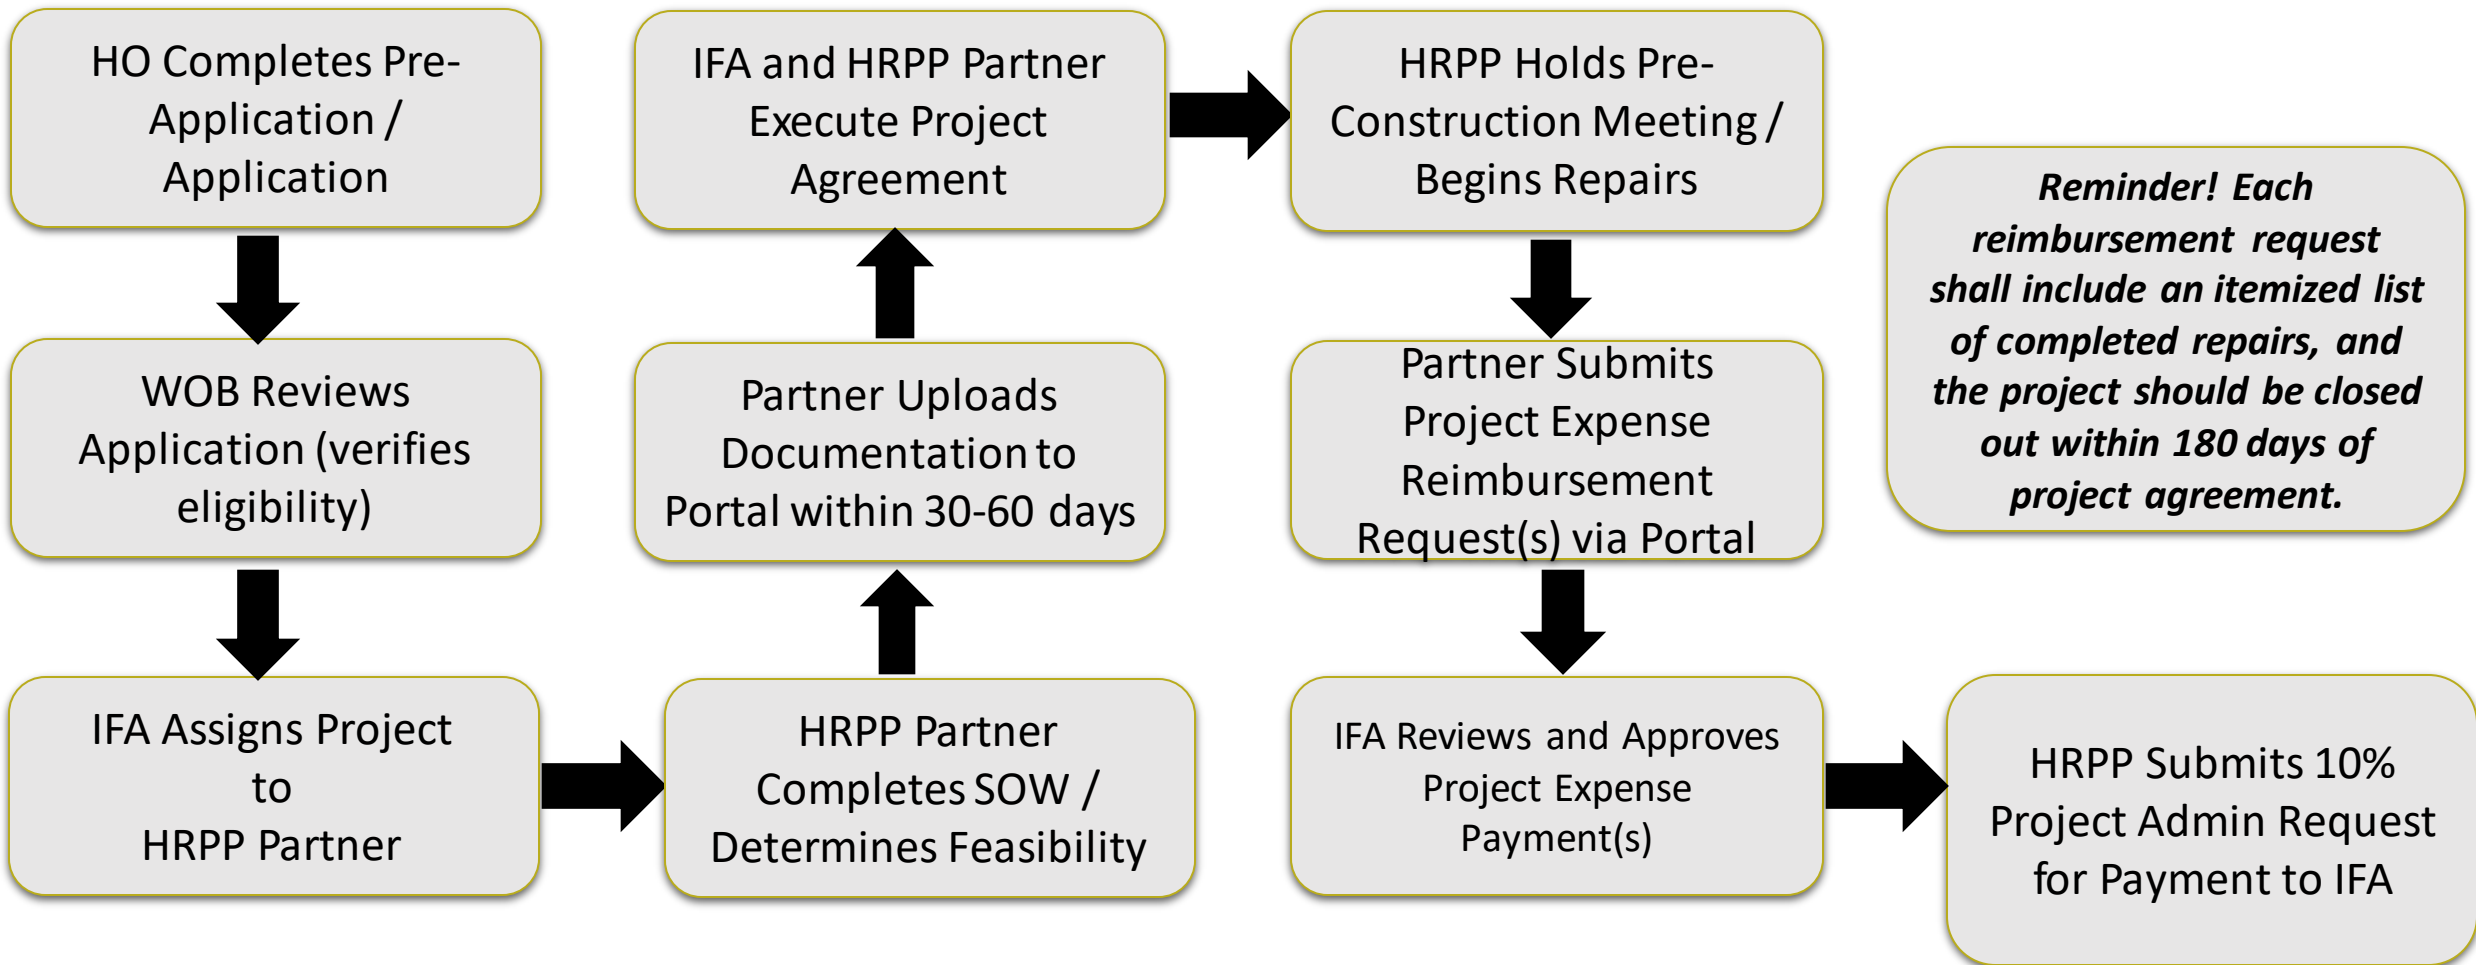 HO Completes Pre-
Application /
Application
WOB Reviews
Application (verifies
eligibility)
IFA Assigns Project
to
HRPP Partner
HRPP Partner
Completes SOW /
Determines Feasibility
Partner Uploads
Documentation to
Portal within 30-60 days
IFA and HRPP Partner
Execute Project
Agreement
HRPP Holds Pre-
Construction Meeting /
Begins Repairs
Partner Submits
Project Expense
Reimbursement
Request(s) via Portal
IFA Reviews and Approves
Project Expense
Payment(s)
HRPP Submits 10%
Project Admin Request
for Payment to IFA
Reminder! Each
reimbursement request
shall include an itemized list
of completed repairs, and
the project should be closed
out within 180 days of
project agreement.